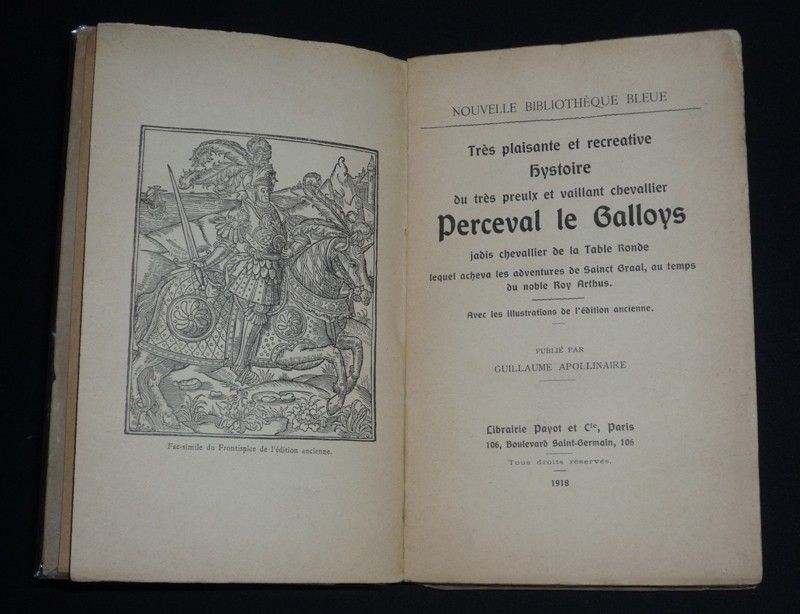 Fac-simile du Frontispice de l'édition ancienne.
NOUVELLE BIBLIOTHÈQUE BLEUE
Très plaisante et recreative
Hystoire
du très preulx et vaillant chevallier
Perceval le Galloys
jadis chevallier de la Table Ronde
lequel acheva les adventures de Sainct Graal, au temps
du noble Roy Arthus.
Avec les illustrations de l'édition ancienne.
PUBLIÉ PAR
GUILLAUME APOLLINAIRE
Librairie Payot et Cie, Paris
106, Boulevard Saint-Germain, 106
Tous droits réservés.
1918